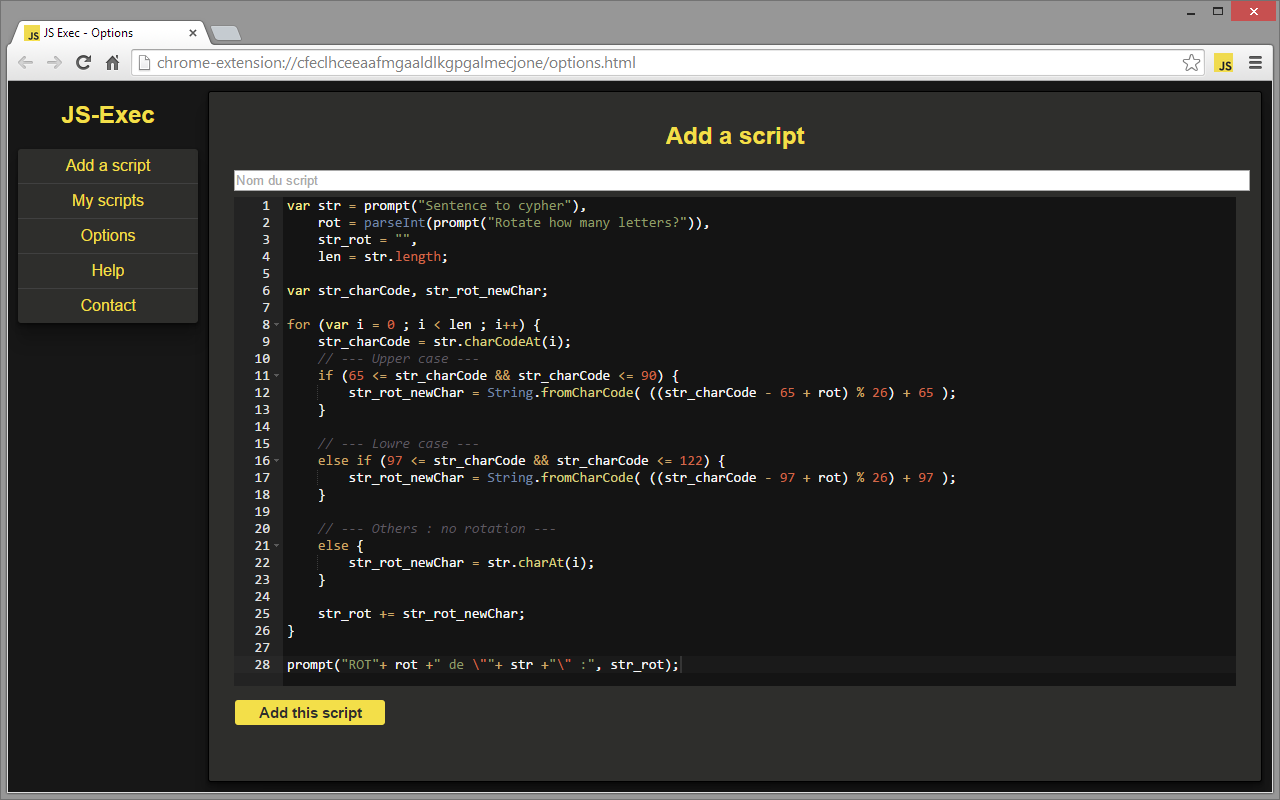 JS JS Exec - Options
chrome-extension://cfeclhceeaafmgaaldlkgpgalmecjone/options.html JS
JS-Exec
Add a script
My scripts
Options
Help
Contact
Add a script
Nom du script
1 var str = prompt("Sentence to cypher"),
2 rot = parseInt(prompt("Rotate how many letters?")),
3 str_rot = "",
4 len = str.length;
5
6 var str_charCode, str_rot_newChar;
7
8 for (var i = 0 ; i < len ; i++) {
9 str_charCode = str.charCodeAt(i);
10 // --- Upper case ---
11 if (65 <= str_charCode && str_charCode <= 90) {
12 str_rot_newChar = String.fromCharCode( ((str_charCode - 65 + rot) % 26) + 65 );
13 }
14
15 // --- Lowre case ---
16 else if (97 <= str_charCode && str_charCode <= 122) {
17 str_rot_newChar = String.fromCharCode( ((str_charCode - 97 + rot) % 26) + 97 );
18 }
19
20 // --- Others : no rotation ---
21 else {
22 str_rot_newChar = str.charAt(i);
23 }
24
25 str_rot += str_rot_newChar;
26 }
27
28 prompt("ROT"+ rot +" de \""+ str +"\" :", str_rot);
Add this script